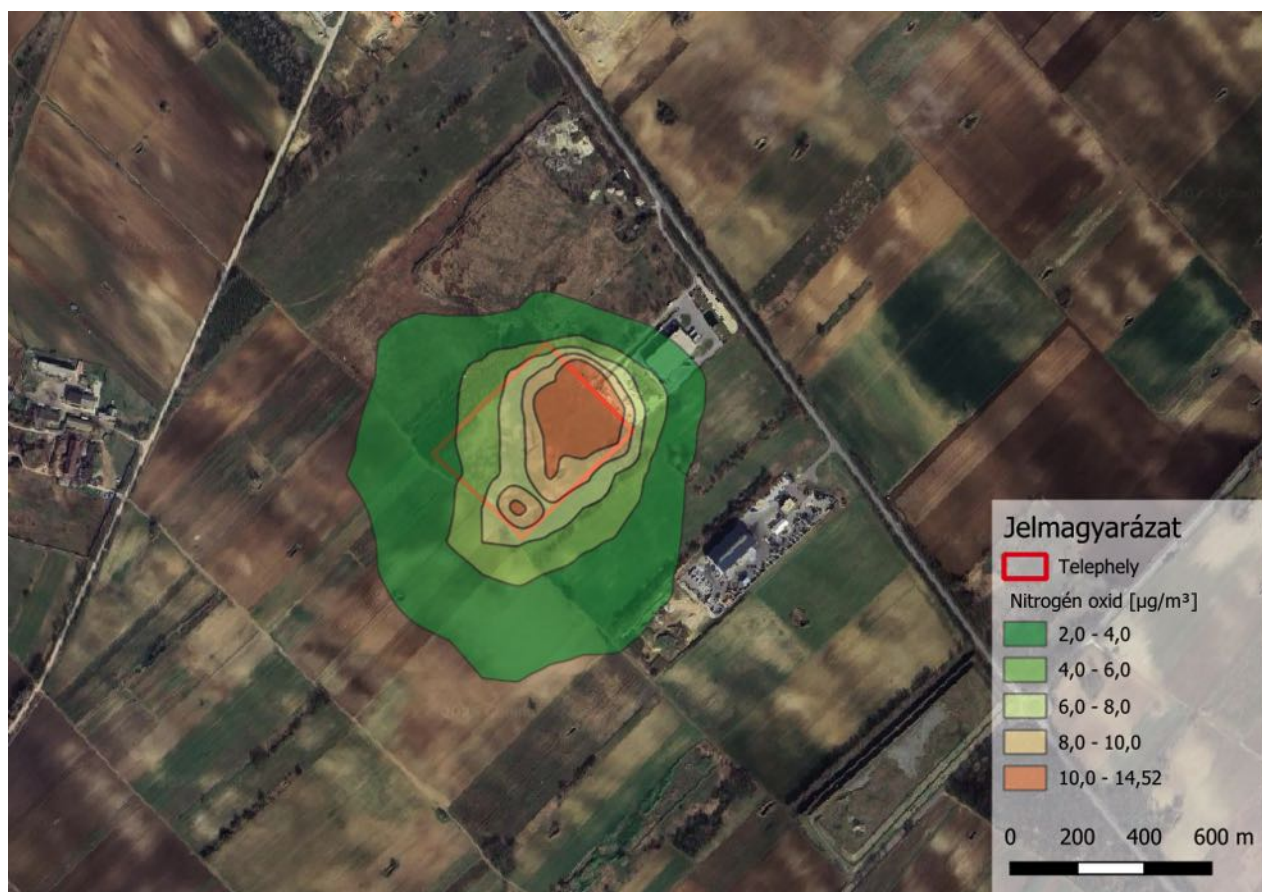 Jelmagyarázat
Telephely
Nitrogén oxid [µg/m³]
2,0 - 4,0
4,0 - 6,0
6,0 - 8,0
8,0 - 10,0
10,0 - 14,52
0 200 400 600 m